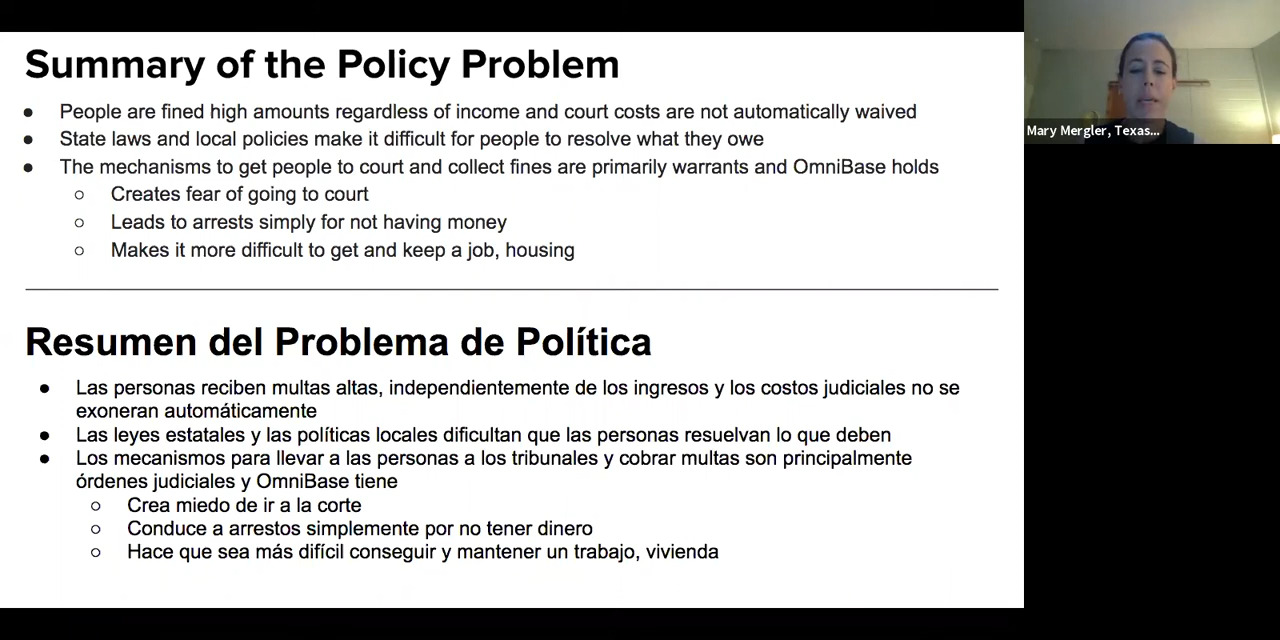 Summary of the Policy Problem
● People are fined high amounts regardless of income and court costs are not automatically waived
● State laws and local policies make it difficult for people to resolve what they owe
● The mechanisms to get people to court and collect fines are primarily warrants and OmniBase holds
○ Creates fear of going to court
○ Leads to arrests simply for not having money
○ Makes it more difficult to get and keep a job, housing
Resumen del Problema de Política
● Las personas reciben multas altas, independientemente de los ingresos y los costos judiciales no se
exoneran automáticamente
● Las leyes estatales y las políticas locales dificultan que las personas resuelvan lo que deben
● Los mecanismos para llevar a las personas a los tribunales y cobrar multas son principalmente
órdenes judiciales y OmniBase tiene
○ Crea miedo de ir a la corte
○ Conduce a arrestos simplemente por no tener dinero
○ Hace que sea más difícil conseguir y mantener un trabajo, vivienda
Mary Mergler, Texas...